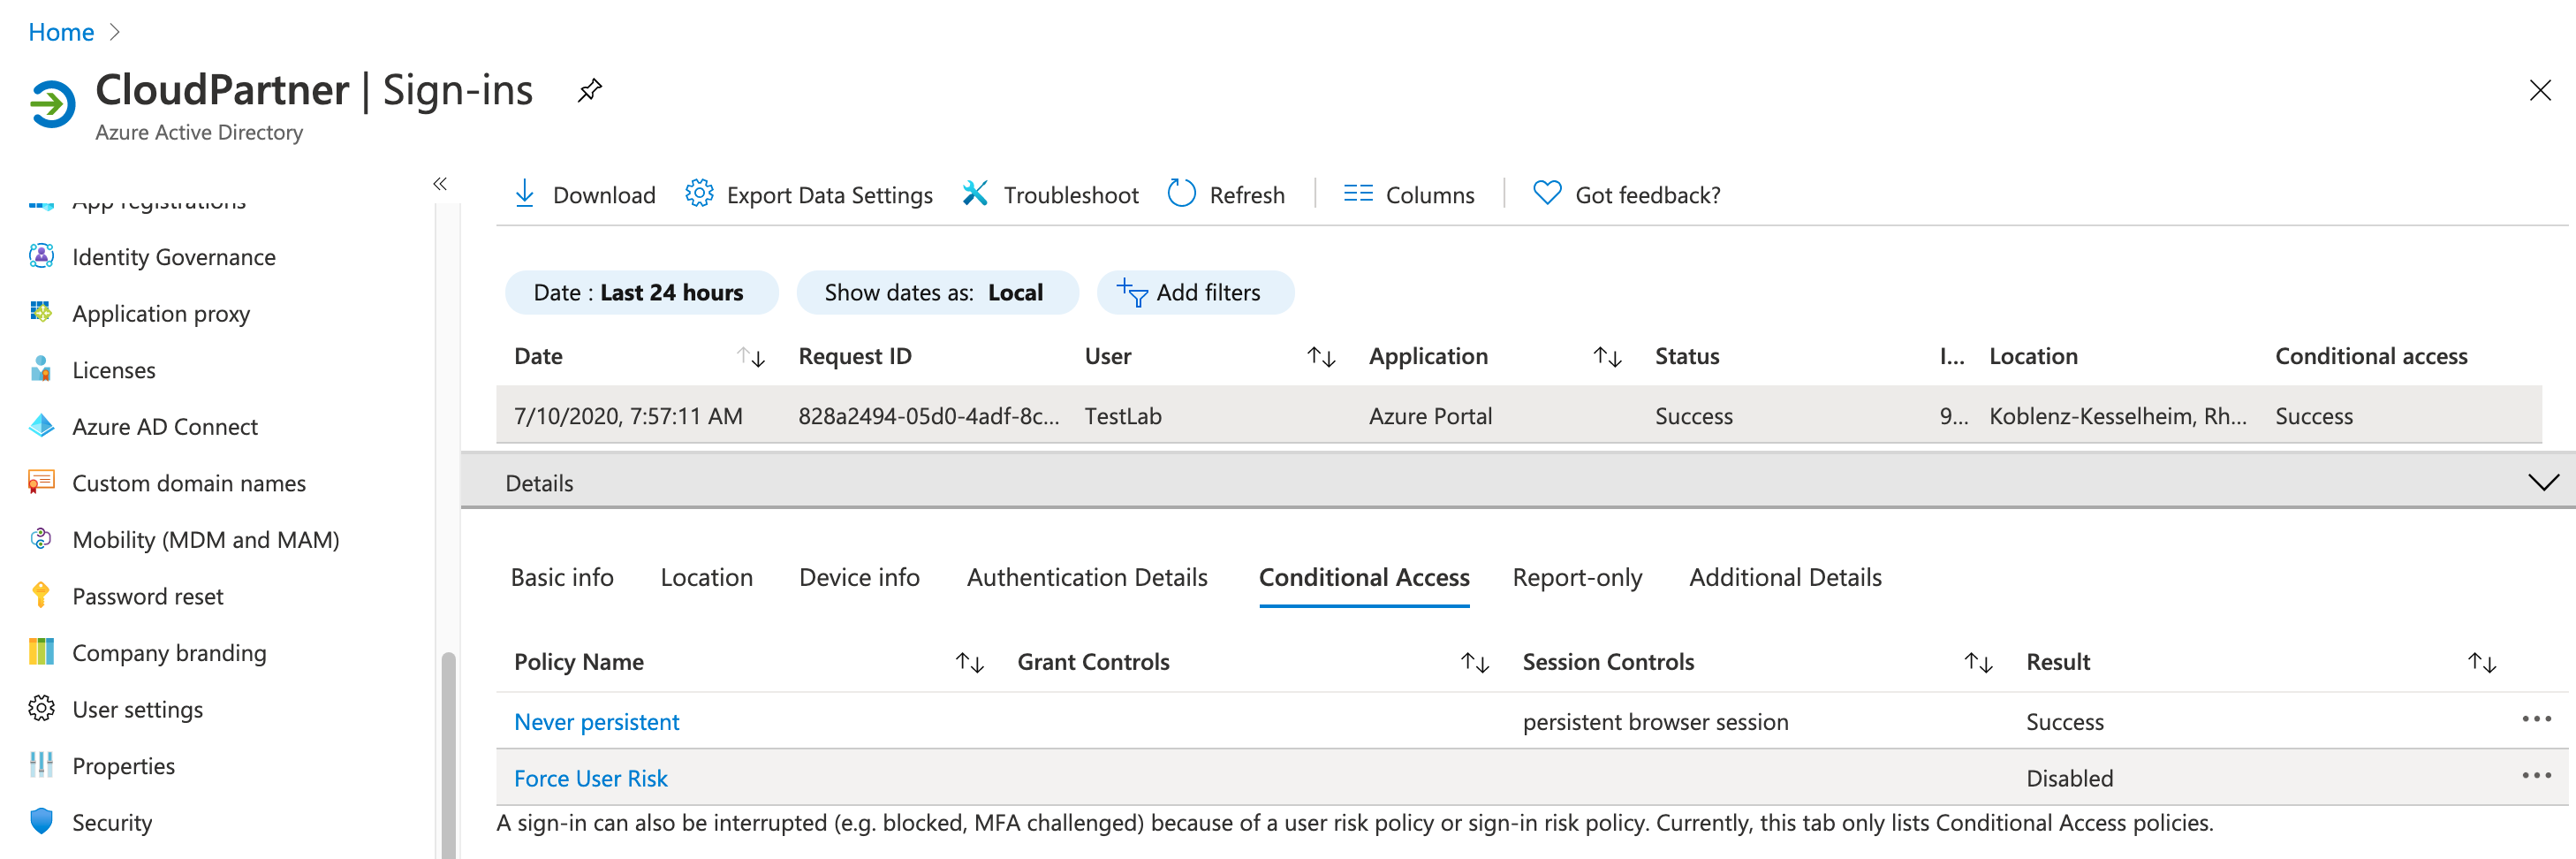 Home
CloudPartner | Sign-ins
Azure Active Directory
App registrations
Identity Governance
Application proxy
Licenses
Azure AD Connect
Custom domain names
Mobility (MDM and MAM)
Password reset
Company branding
User settings
Properties
Security
Download Export Data Settings Troubleshoot Refresh Columns Got feedback?
Date : Last 24 hours Show dates as: Local Add filters
Date Request ID User Application Status I... Location Conditional access
7/10/2020, 7:57:11 AM 828a2494-05d0-4adf-8c... TestLab Azure Portal Success 9... Koblenz-Kesselheim, Rh... Success
Details
Basic info Location Device info Authentication Details Conditional Access Report-only Additional Details
Policy Name Grant Controls Session Controls Result
Never persistent persistent browser session Success
Force User Risk Disabled
A sign-in can also be interrupted (e.g. blocked, MFA challenged) because of a user risk policy or sign-in risk policy. Currently, this tab only lists Conditional Access policies.